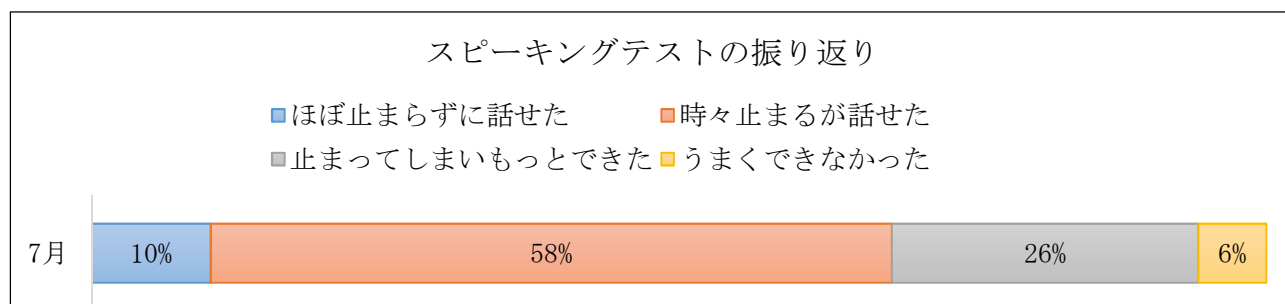 スピーキングテストの振り返り
ほぼ止まらずに話せた 時々止まるが話せた
止まってしまいもっとできた うまくできなかった
7月 10% 58% 26% 6%